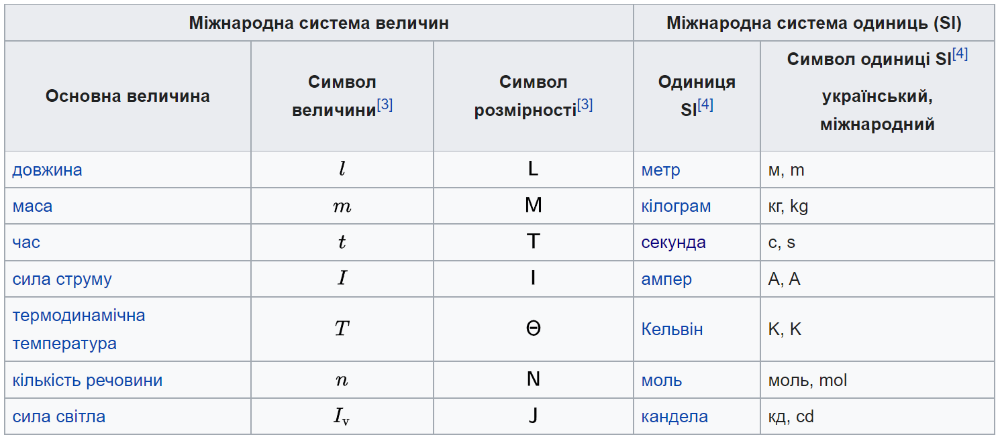 Міжнародна система величин Міжнародна система одиниць (SI)
Основна величина Символ величини[3] Символ розмірності[3] Одиниця SI[4] Символ одиниці SI[4] український, міжнародний
довжина l L метр м, m
маса m M кілограм кг, kg
час t T секунда с, s
сила струму I I ампер А, A
термодинамічна температура T Θ Кельвін К, K
кількість речовини n N моль моль, mol
сила світла Iv J кандела кд, cd